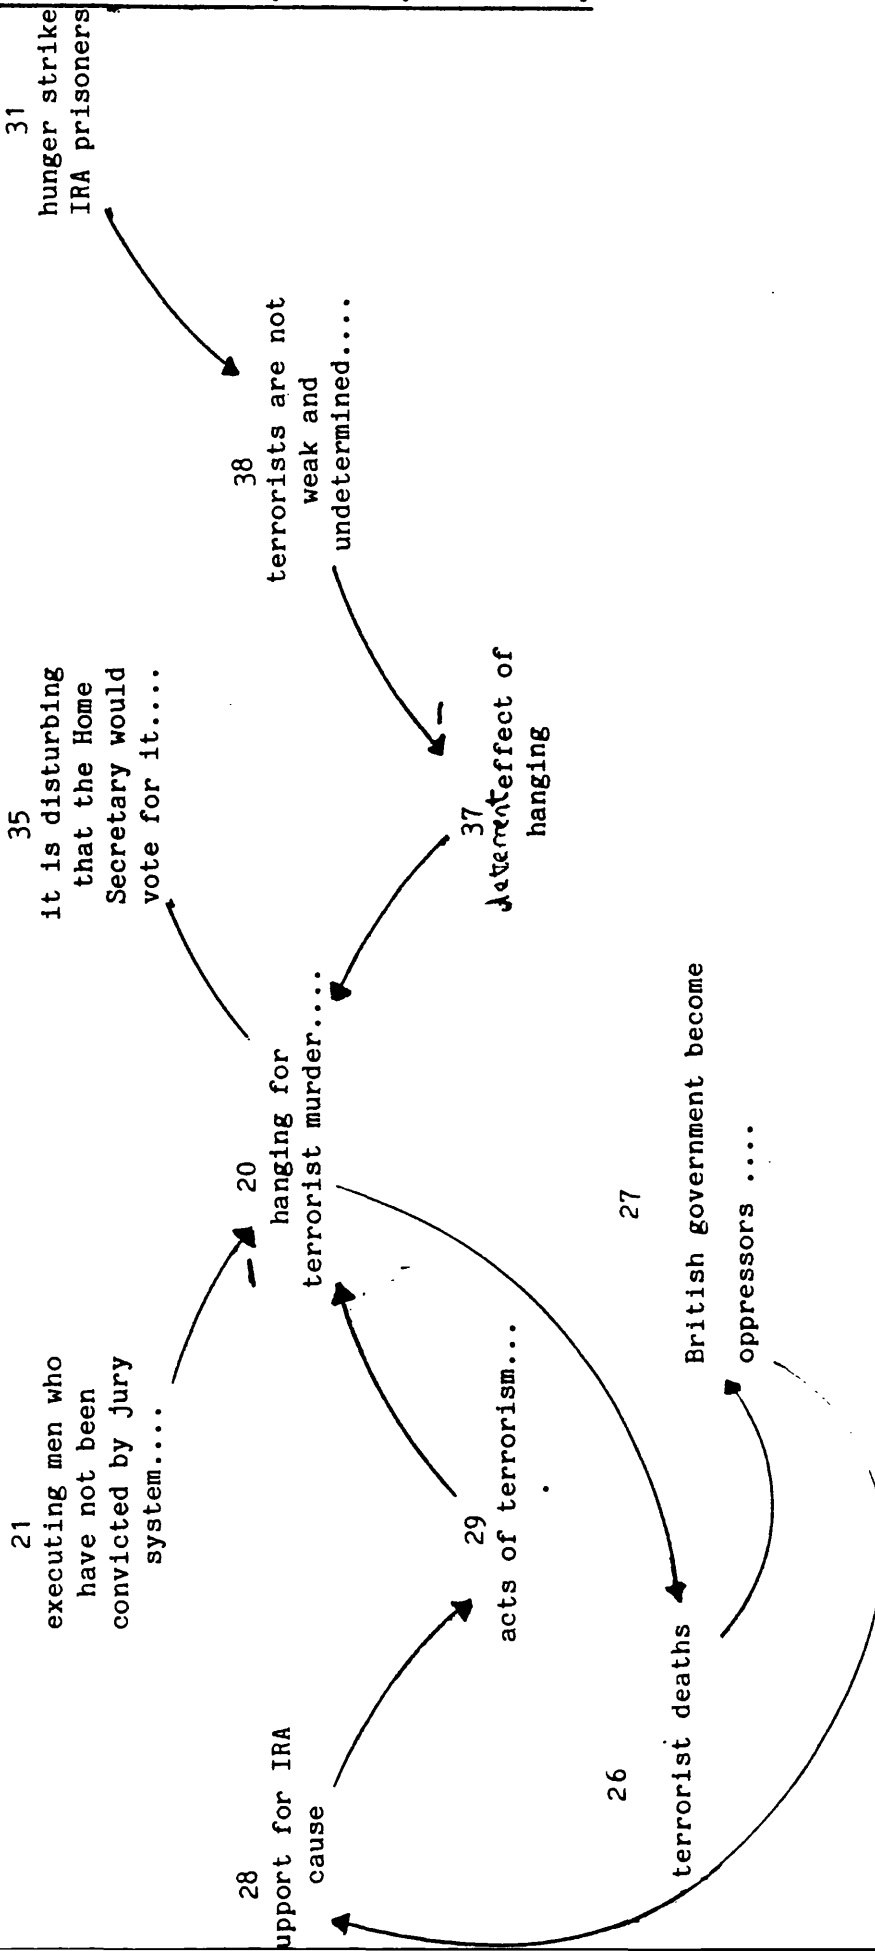 21
executing men who
have not been
convicted by jury
system....
35
it is disturbing
that the Home
Secretary would
vote for it....
31
hunger strike
IRA prisoners
28
upport for IRA
cause
20
hanging for
terrorist murder.....
38
terrorists are not
weak and
undetermined....
29
acts of terrorism...
37
deterrent effect of
hanging
26
terrorist deaths
27
British government become
oppressors ....